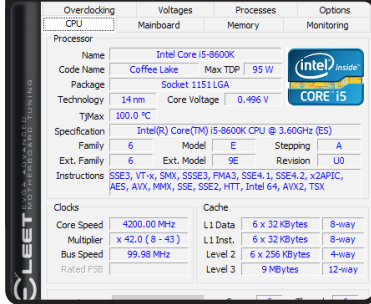 Overclocking Voltages Processes Options
CPU Mainboard Memory Monitoring
Processor
Name Intel Core i5-8600K
Code Name Coffee Lake Max TDP 95 W
Package Socket 1151 LGA
Technology 14 nm Core Voltage 0.496 V
TjMax 100.0 °C
(intel) inside™
CORE i5
Specification Intel(R) Core(TM) i5-8600K CPU @ 3.60GHz (ES)
Family 6 Model E Stepping A
Ext. Family 6 Ext. Model 9E Revision U0
Instructions SSE3, VT-x, SMX, SSSE3, FMA3, SSE4.1, SSE4.2, x2APIC,
AES, AVX, MMX, SSE, SSE2, HTT, Intel 64, AVX2, TSX
Clocks Cache
Core Speed 4200.00 MHz L1 Data 6 x 32 KBytes 8-way
Multiplier x 42.0 ( 8 - 43 ) L1 Inst. 6 x 32 KBytes 8-way
Bus Speed 99.98 MHz Level 2 6 x 256 KBytes 4-way
Rated FSB Level 3 9 MBytes 12-way
ELEET EVGA ADVANCED
MOTHERBOARD TUNING